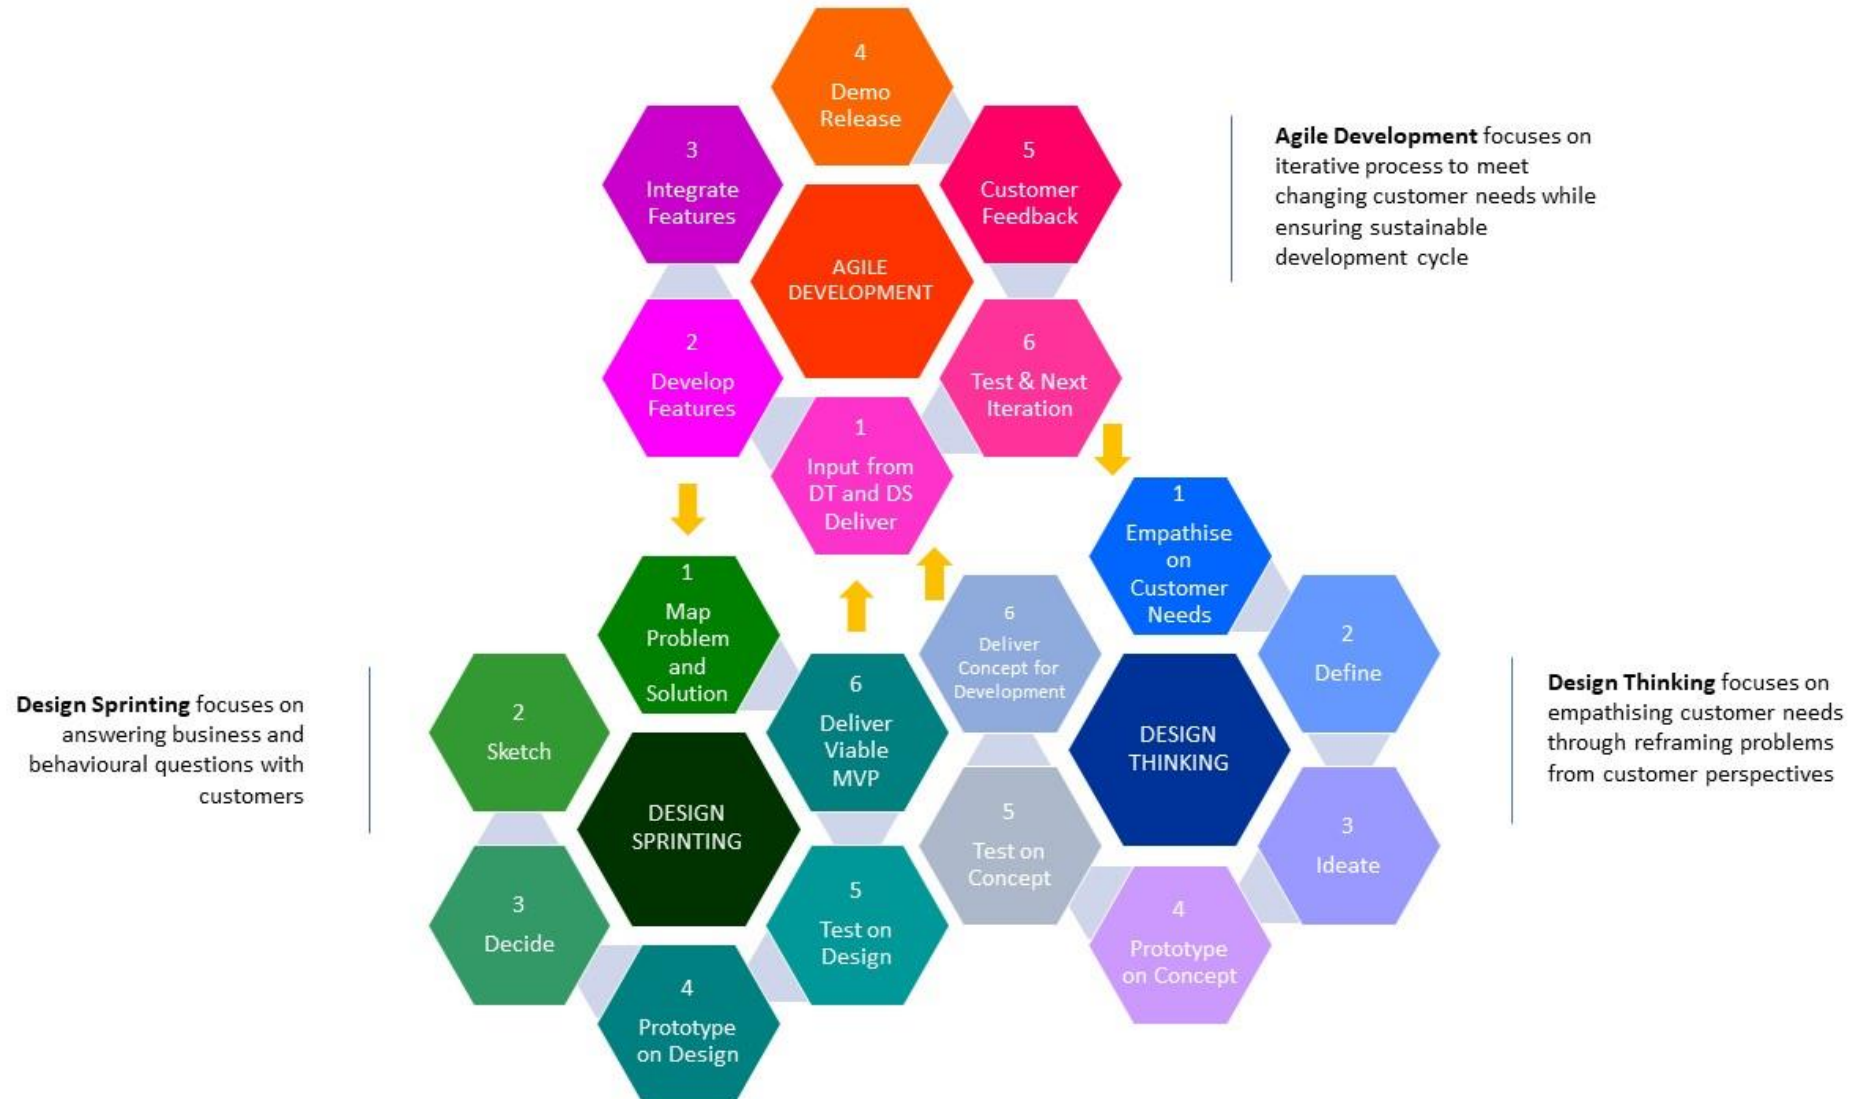 4
Demo
Release
3
Integrate
Features
5
Customer
Feedback
AGILE
DEVELOPMENT
2
Develop
Features
6
Test & Next
Iteration
1
Input from
DT and DS
Deliver
Agile Development focuses on
iterative process to meet
changing customer needs while
ensuring sustainable
development cycle
1
Map
Problem
and
Solution
2
Sketch
3
Decide
4
Prototype
on Design
5
Test on
Design
6
Deliver
Viable
MVP
DESIGN
SPRINTING
Design Sprinting focuses on
answering business and
behavioural questions with
customers
1
Empathise
on
Customer
Needs
2
Define
3
Ideate
4
Prototype
on Concept
5
Test on
Concept
6
Deliver
Concept for
Development
DESIGN
THINKING
Design Thinking focuses on
empathising customer needs
through reframing problems
from customer perspectives